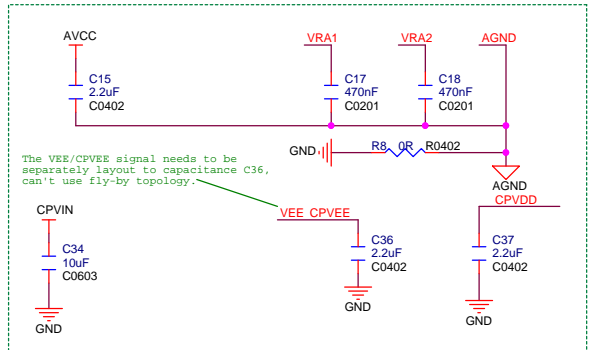 AVCC
VRA1
VRA2
AGND
C15
2.2uF
C0402
C17
470nF
C0201
C18
470nF
C0201
GND
R8 0R R0402
The VEE/CPVEE signal needs to be
separately layout to capacitance C36,
can't use fly-by topology.
AGND
CPVDD
CPVIN
VEE CPVEE
C34
10uF
C0603
C36
2.2uF
C0402
C37
2.2uF
C0402
GND
GND
GND